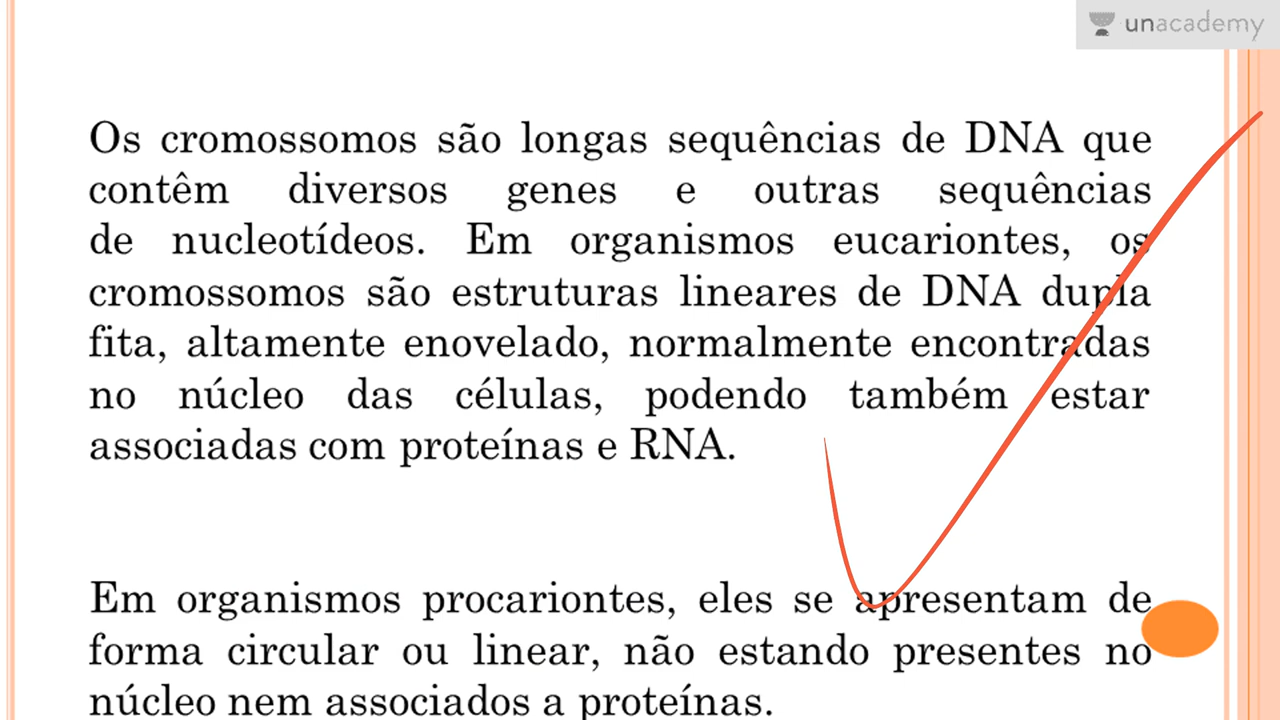 unacademy
Os cromossomos são longas sequências de DNA que
contêm diversos genes e outras sequências
de nucleotídeos. Em organismos eucariontes, os
cromossomos são estruturas lineares de DNA dupla
fita, altamente enovelado, normalmente encontradas
no núcleo das células, podendo também estar
associadas com proteínas e RNA.
Em organismos procariontes, eles se apresentam de
forma circular ou linear, não estando presentes no
núcleo nem associados a proteínas.